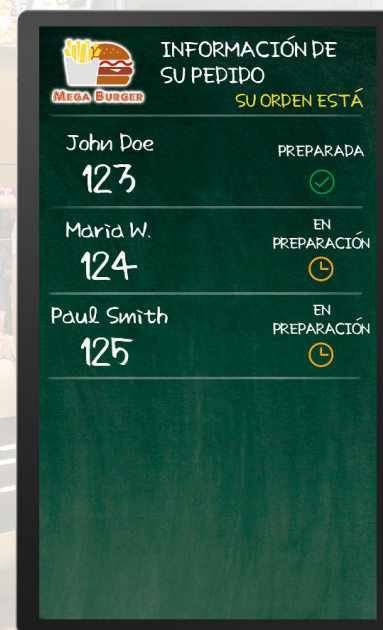 MEGA BURGER
INFORMACIÓN DE
SU PEDIDO
SU ORDEN ESTÁ
John Doe
123
PREPARADA
Maria W.
124
EN
PREPARACIÓN
Paul Smith
125
EN
PREPARACIÓN